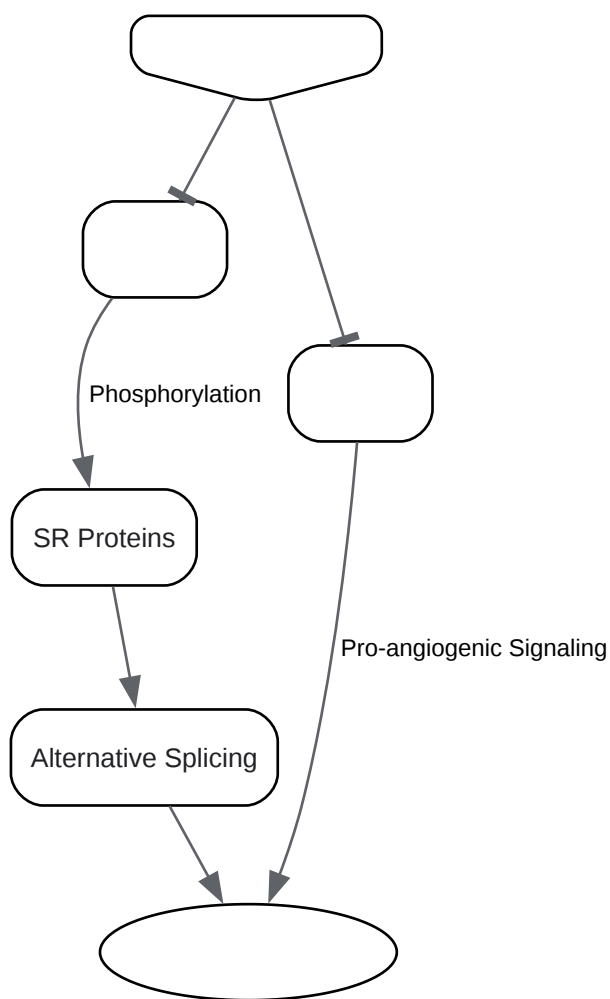 Phosphorylation
SR Proteins
Pro-angiogenic Signaling
Alternative Splicing